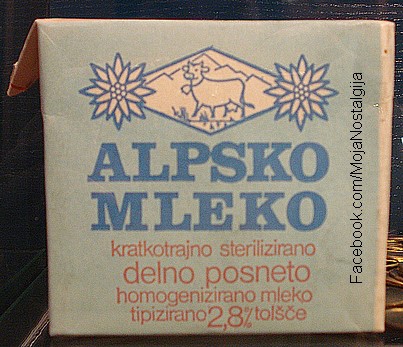 ALPSKO
MLEKO
kratkotrajno sterilizirano
delno posneto
homogenizirano mleko
tipizirano 2,8% tolšče
Facebook.com/MojaNostalgija